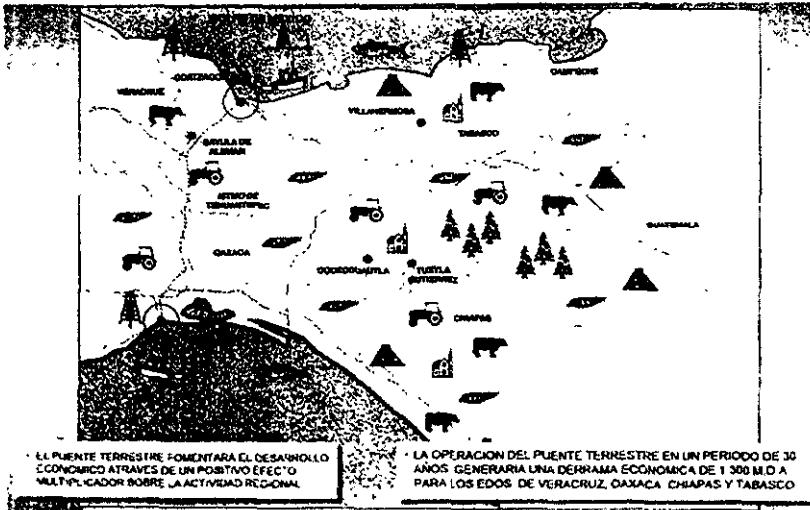 GOLFO DE MEXICO
VERACRUZ
CAMPECHE
VILLAHERMOSA
TABASCO
SAYULA DE
ALEMAN
ISTMO DE
TEHUANTEPEC
GUATEMALA
OAXACA
TUXTLA
GUTIERREZ
CHIAPAS
EL PUENTE TERRESTRE FOMENTARA EL DESARROLLO
ECONOMICO ATRAVES DE UN POSITIVO EFECTO
MULTIPLICADOR SOBRE LA ACTIVIDAD REGIONAL
LA OPERACION DEL PUENTE TERRESTRE EN UN PERIODO DE 30
AÑOS GENERARIA UNA DERRAMA ECONOMICA DE 1 300 M.D.A
PARA LOS EDOS. DE VERACRUZ, OAXACA CHIAPAS Y TABASCO